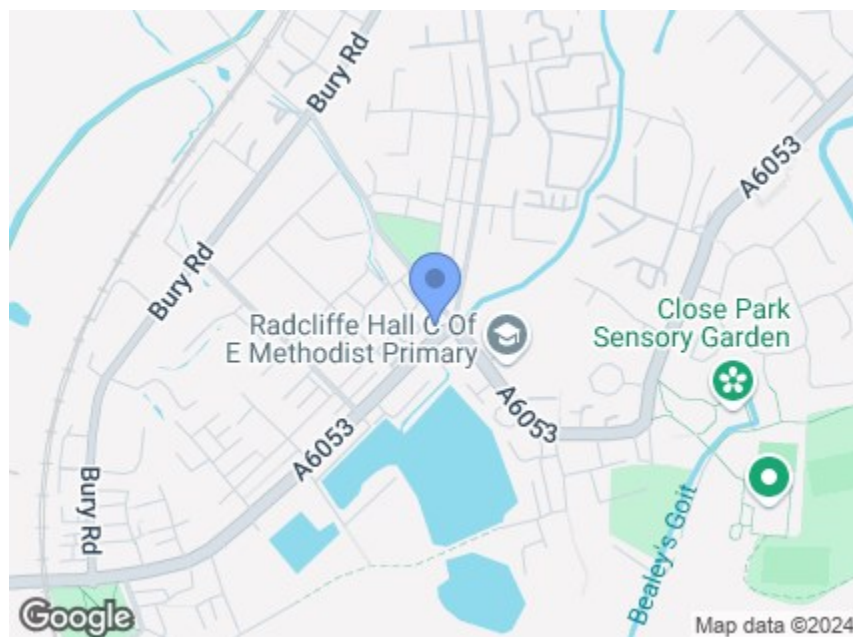 Bury Rd
A6053
Bury Rd
Close Park
Sensory Garden
Radcliffe Hall C Of
E Methodist Primary
A6053
A6053
Bury Rd
Bealey's Goit
Google
Map data ©2024